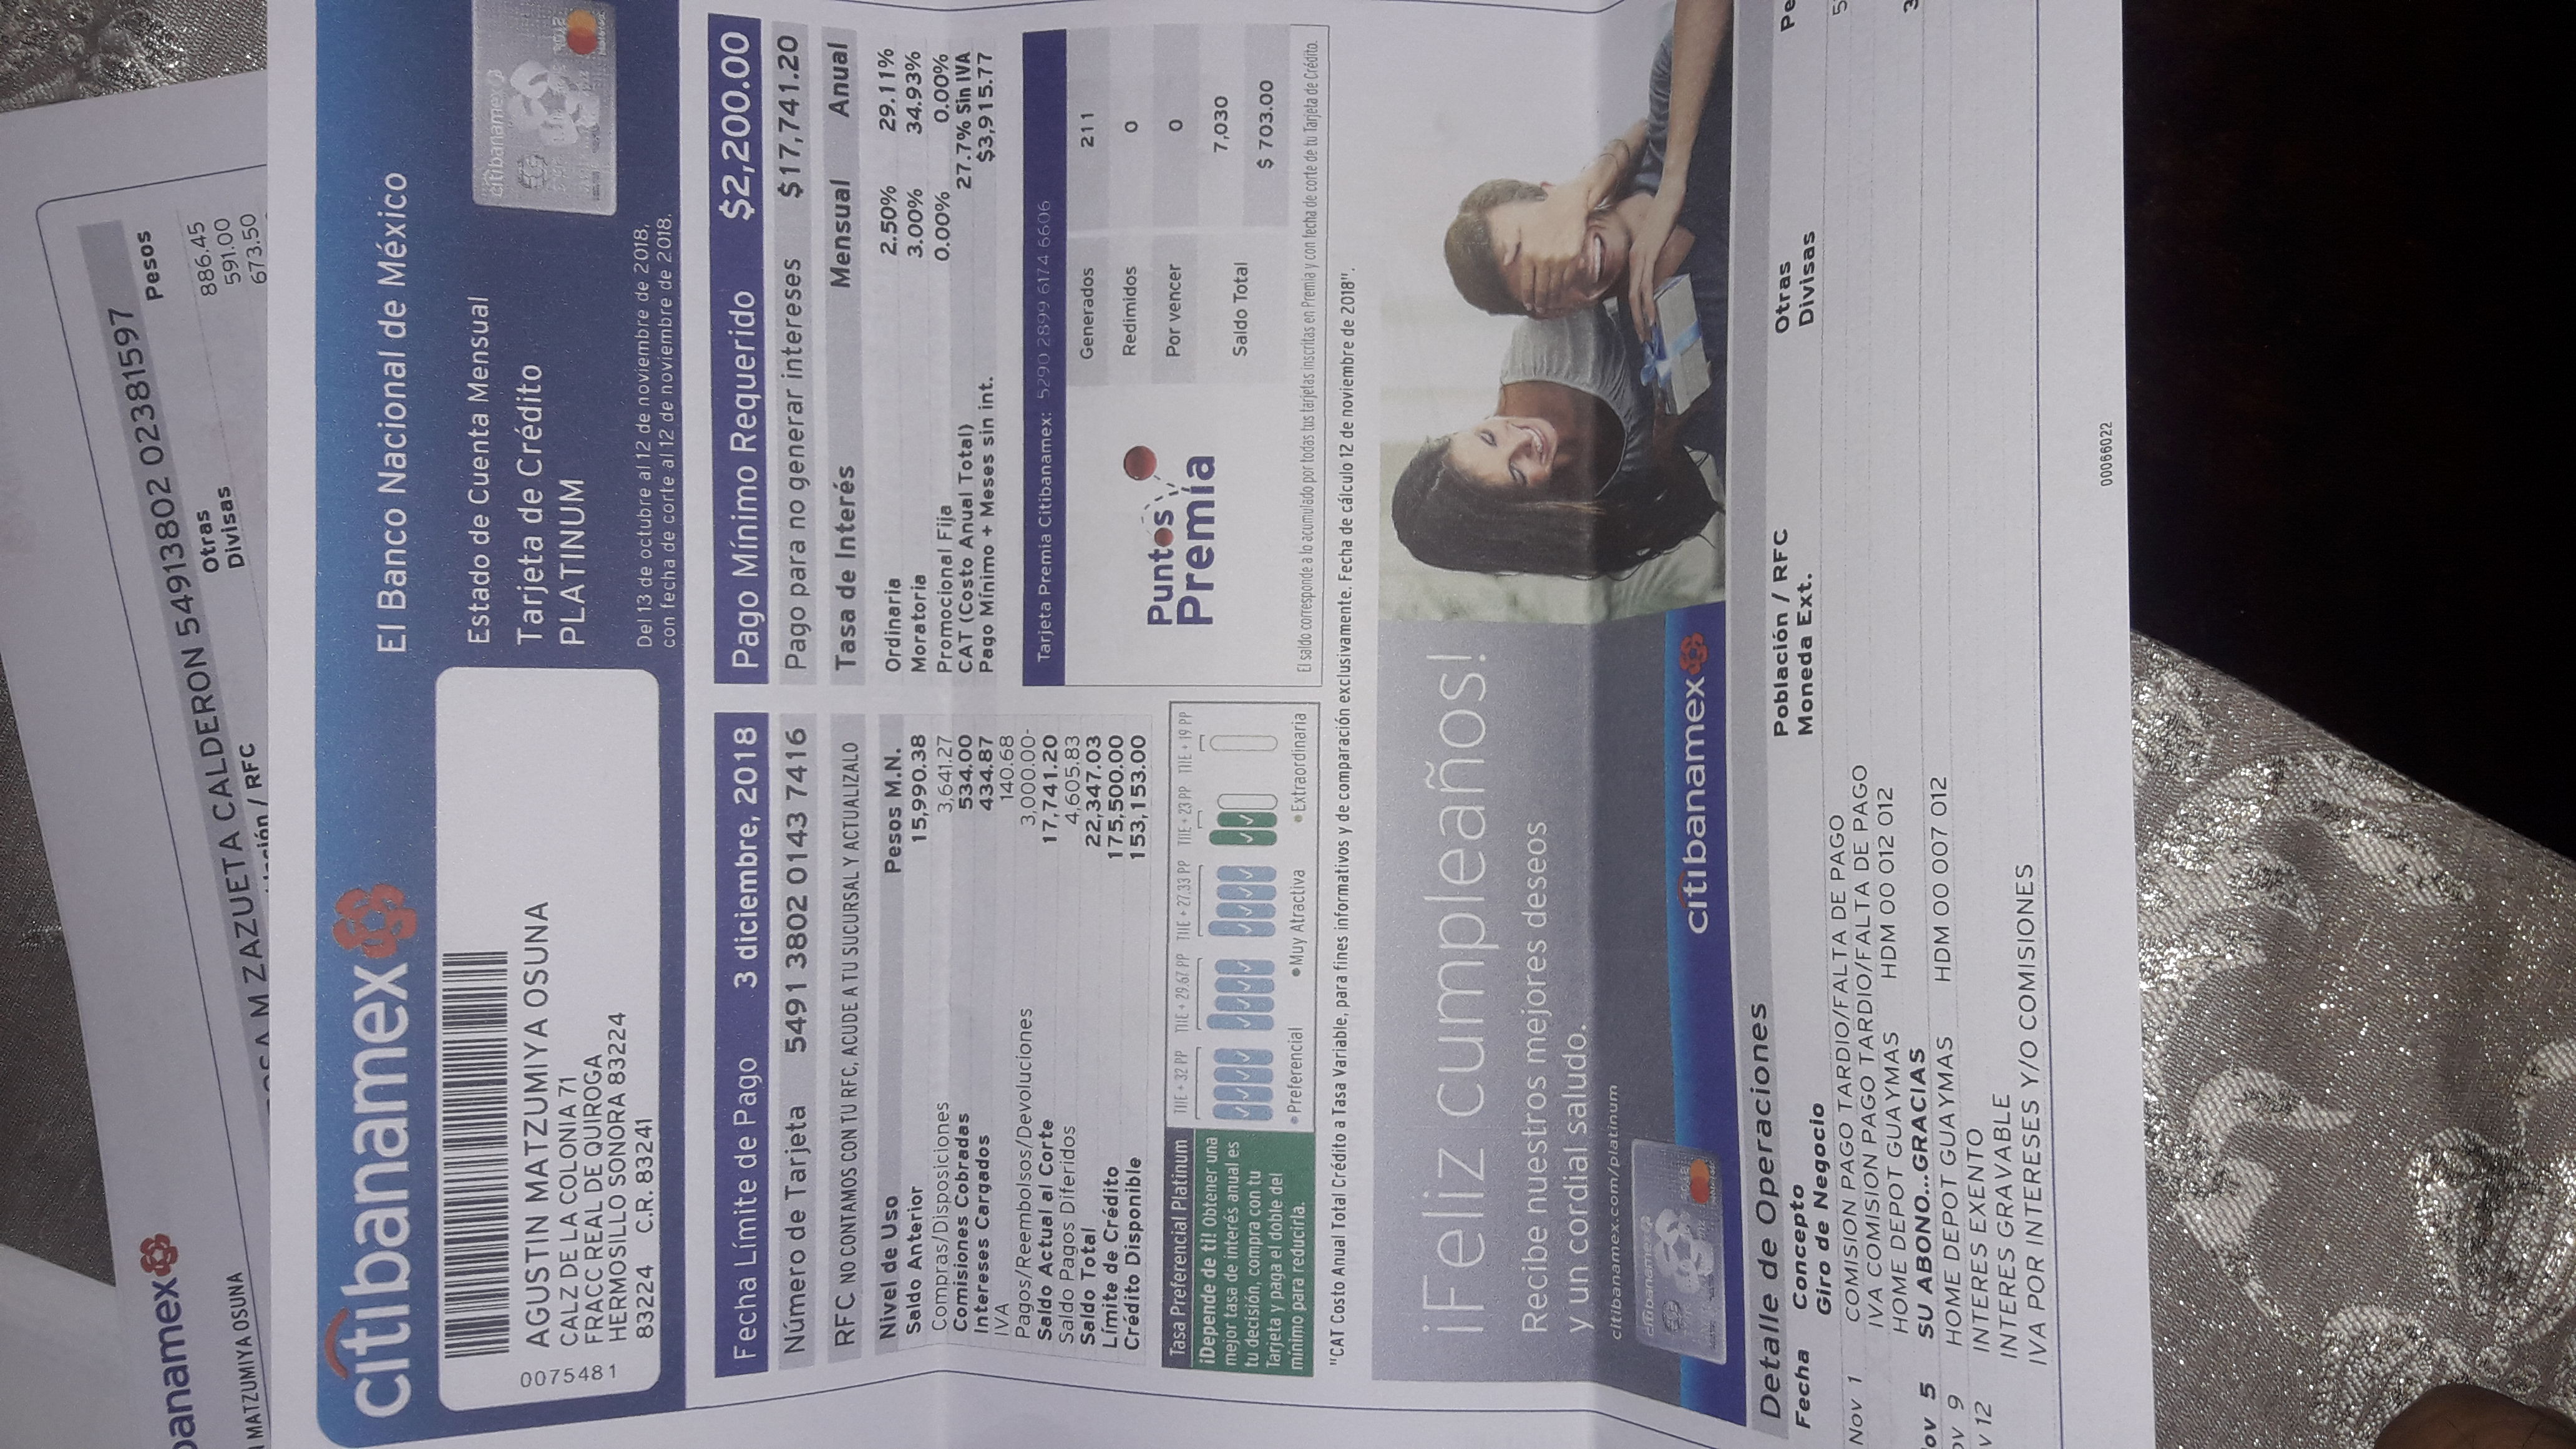 banamex
MATZUMIYA OSUNA
M ZAZUETA CALDERON 54913802 02381597
/ RFC
Otras
Divisas
Pesos
886.45
591.00
673.50
citibanamex
El Banco Nacional de México
0075481
AGUSTIN MATZUMIYA OSUNA
CALZ DE LA COLONIA 71
FRACC REAL DE QUIROGA
HERMOSILLO SONORA 83224
83224 C.R. 83241
Estado de Cuenta Mensual
Tarjeta de Crédito
PLATINUM
citibanamex
Del 13 de octubre al 12 de noviembre de 2018,
con fecha de corte al 12 de noviembre de 2018.
Fecha Límite de Pago 3 diciembre, 2018
Número de Tarjeta 5491 3802 0143 7416
RFC NO CONTAMOS CON TU RFC, ACUDE A TU SUCURSAL Y ACTUALIZALO
Nivel de Uso Pesos M.N.
Saldo Anterior 15,990.38
Compras/Disposiciones 3,641.27
Comisiones Cobradas 534.00
Intereses Cargados 434.87
IVA 140.68
Pagos/Reembolsos/Devoluciones 3,000.00-
Saldo Actual al Corte 17,741.20
Saldo Pagos Diferidos 4,605.83
Saldo Total 22,347.03
Límite de Crédito 175,500.00
Crédito Disponible 153,153.00
Pago Mínimo Requerido $2,200.00
Pago para no generar intereses $17,741.20
Tasa de Interés Mensual Anual
Ordinaria 2.50% 29.11%
Moratoria 3.00% 34.93%
Promocional Fija 0.00% 0.00%
CAT (Costo Anual Total) 27.7% Sin IVA
Pago Mínimo + Meses sin int. $3,915.77
Tarjeta Premia Citibanamex: 5290 2899 6174 6606
Puntos
Premia
Generados 211
Redimidos 0
Por vencer 0
Saldo Total 7,030
$ 703.00
El saldo corresponde a lo acumulado por todas tus tarjetas inscritas en Premia y con fecha de corte de tu Tarjeta de Crédito.
Tasa Preferencial Platinum
¡Depende de ti! Obtener una
mejor tasa de interés anual es
tu decisión, compra con tu
Tarjeta y paga el doble del
mínimo para reducirla.
TIIE + 32 PP TIIE + 29.67 PP TIIE + 27.33 PP TIIE + 23 PP TIIE + 19 PP
Preferencial Muy Atractiva Extraordinaria
"CAT Costo Anual Total Crédito a Tasa Variable, para fines informativos y de comparación exclusivamente. Fecha de cálculo 12 de noviembre de 2018".
¡Feliz cumpleaños!
Recibe nuestros mejores deseos
y un cordial saludo.
citibanamex.com/platinum
citibanamex
citibanamex
Detalle de Operaciones
Fecha Concepto Población / RFC Otras Pe
Giro de Negocio Moneda Ext. Divisas
Nov 1 COMISION PAGO TARDIO/FALTA DE PAGO 5
IVA COMISION PAGO TARDIO/FALTA DE PAGO
HOME DEPOT GUAYMAS HDM 00 012 012
ov 5 SU ABONO...GRACIAS 3
ov 9 HOME DEPOT GUAYMAS HDM 00 007 012
v 12 INTERES EXENTO
INTERES GRAVABLE
IVA POR INTERESES Y/O COMISIONES
00066022